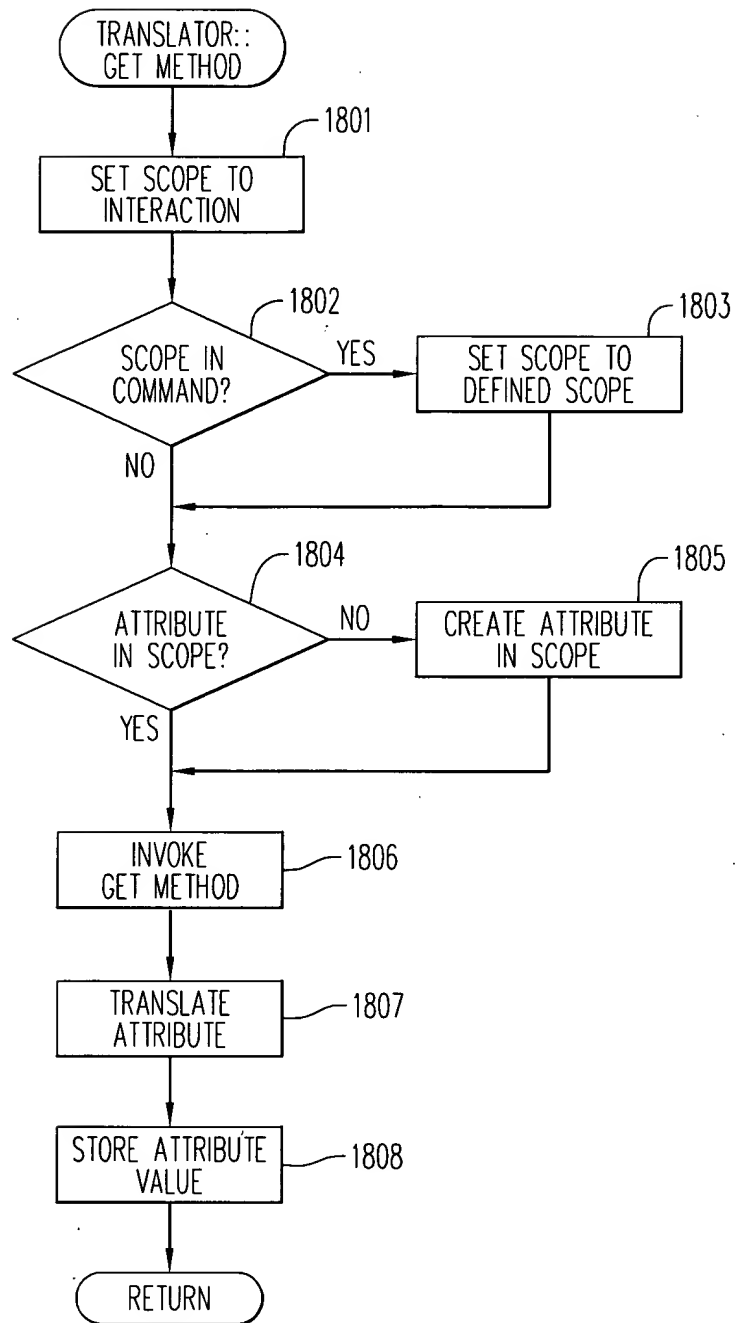 TRANSLATOR::
GET METHOD
1801
SET SCOPE TO
INTERACTION
1802
SCOPE IN
COMMAND?
YES
1803
SET SCOPE TO
DEFINED SCOPE
NO
1804
ATTRIBUTE
IN SCOPE?
NO
1805
CREATE ATTRIBUTE
IN SCOPE
YES
INVOKE
GET METHOD
1806
TRANSLATE
ATTRIBUTE
1807
STORE ATTRIBUTE
VALUE
1808
RETURN